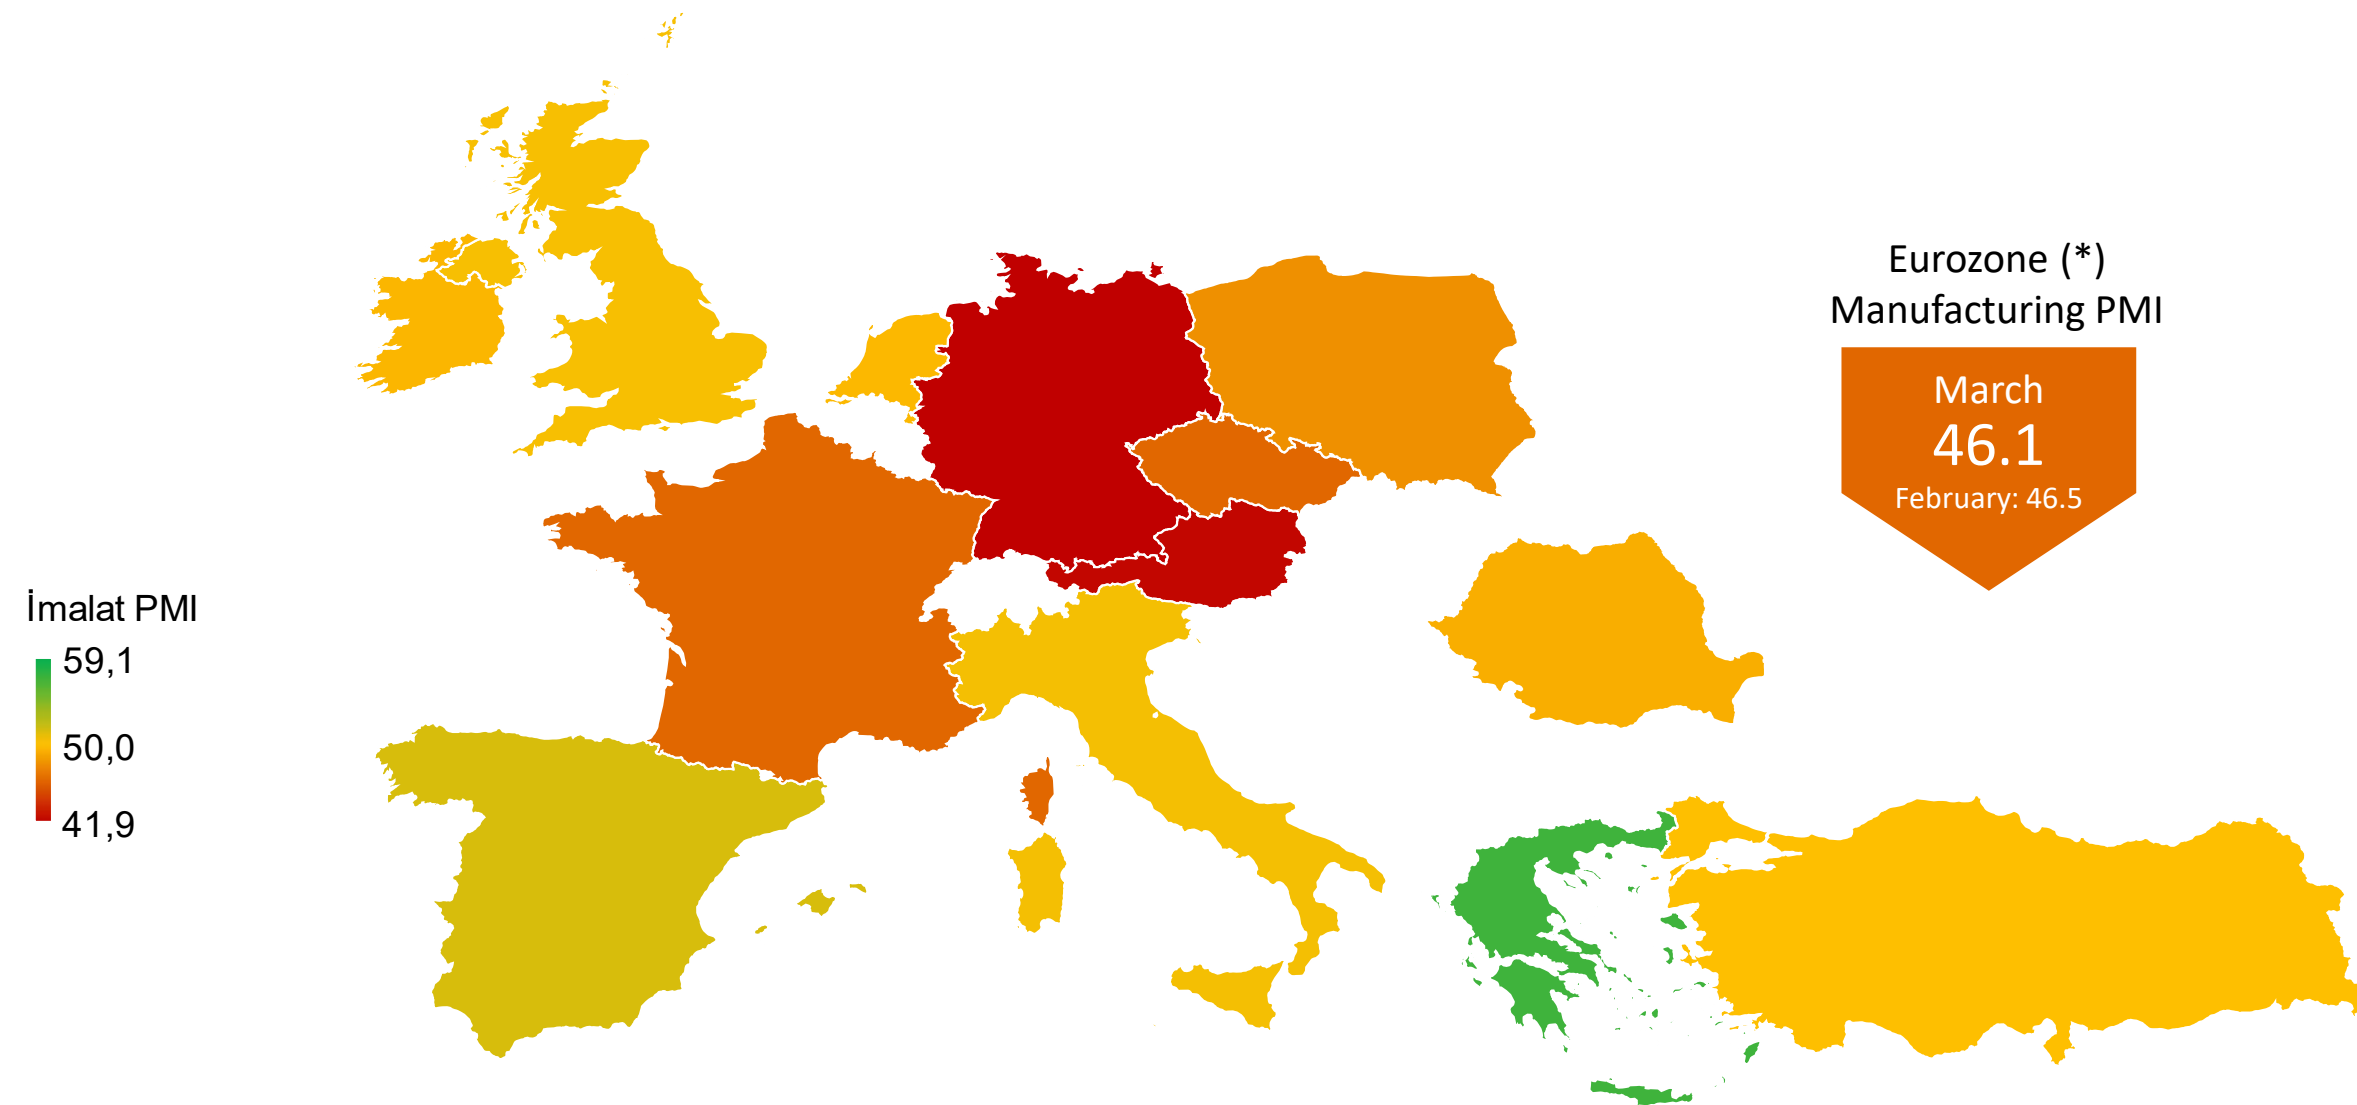 Eurozone (*)
Manufacturing PMI
March
46.1
February: 46.5
İmalat PMI
59,1
50,0
41,9